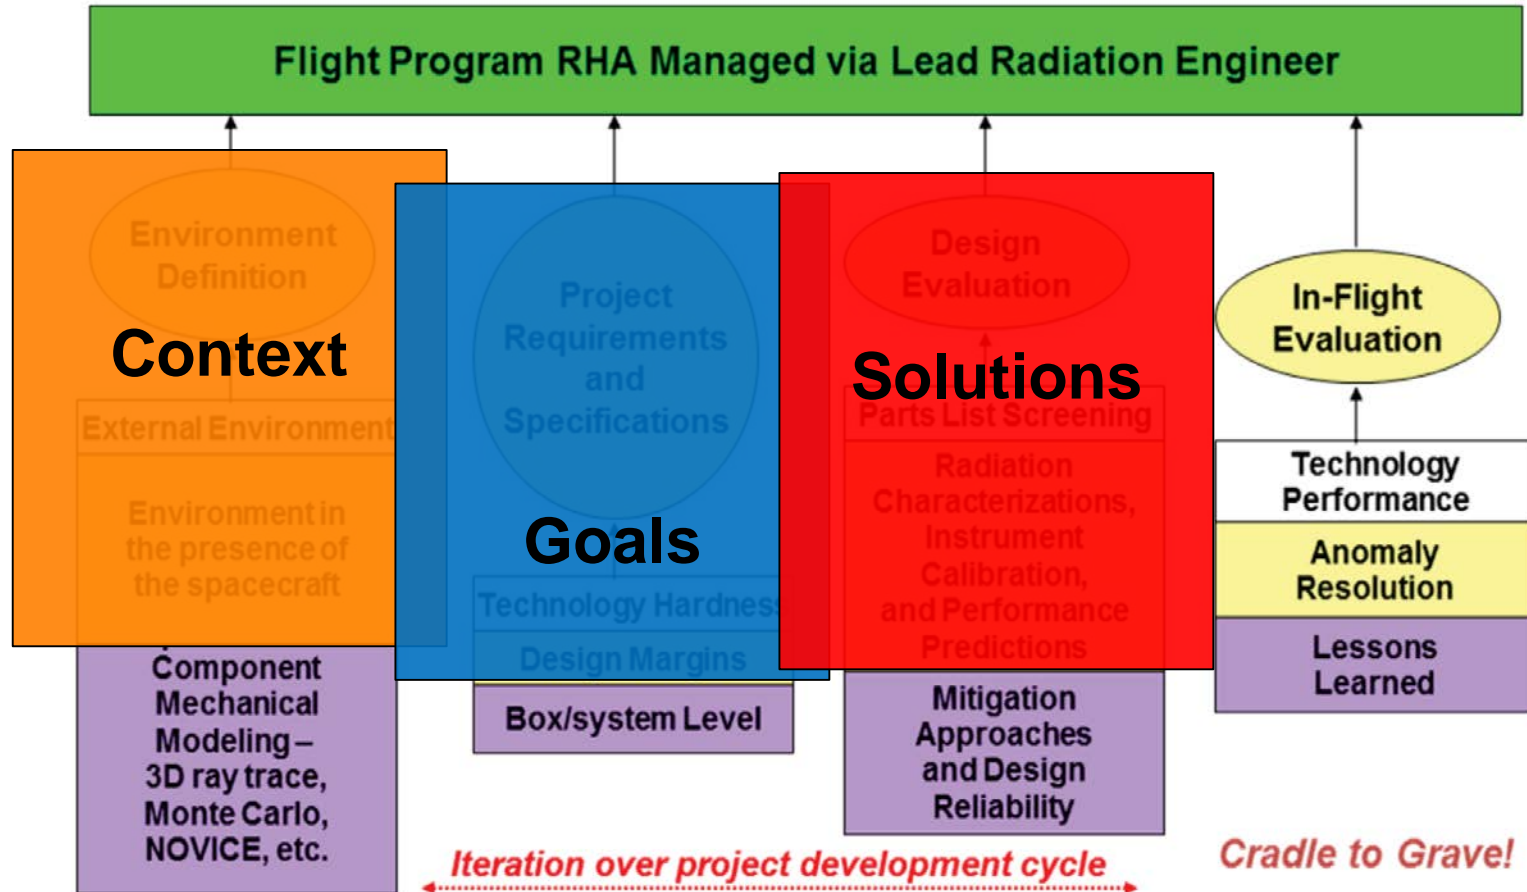 Flight Program RHA Managed via Lead Radiation Engineer
Environment
Definition
Context
External Environment
Environment in
the presence of
the spacecraft
Component
Mechanical
Modeling –
3D ray trace,
Monte Carlo,
NOVICE, etc.
Project
Requirements
and
Specifications
Goals
Technology Hardness
Design Margins
Box/system Level
Design
Evaluation
Solutions
Parts List Screening
Radiation
Characterizations,
Instrument
Calibration,
and Performance
Predictions
Mitigation
Approaches
and Design
Reliability
In-Flight
Evaluation
Technology
Performance
Anomaly
Resolution
Lessons
Learned
Iteration over project development cycle
Cradle to Grave!